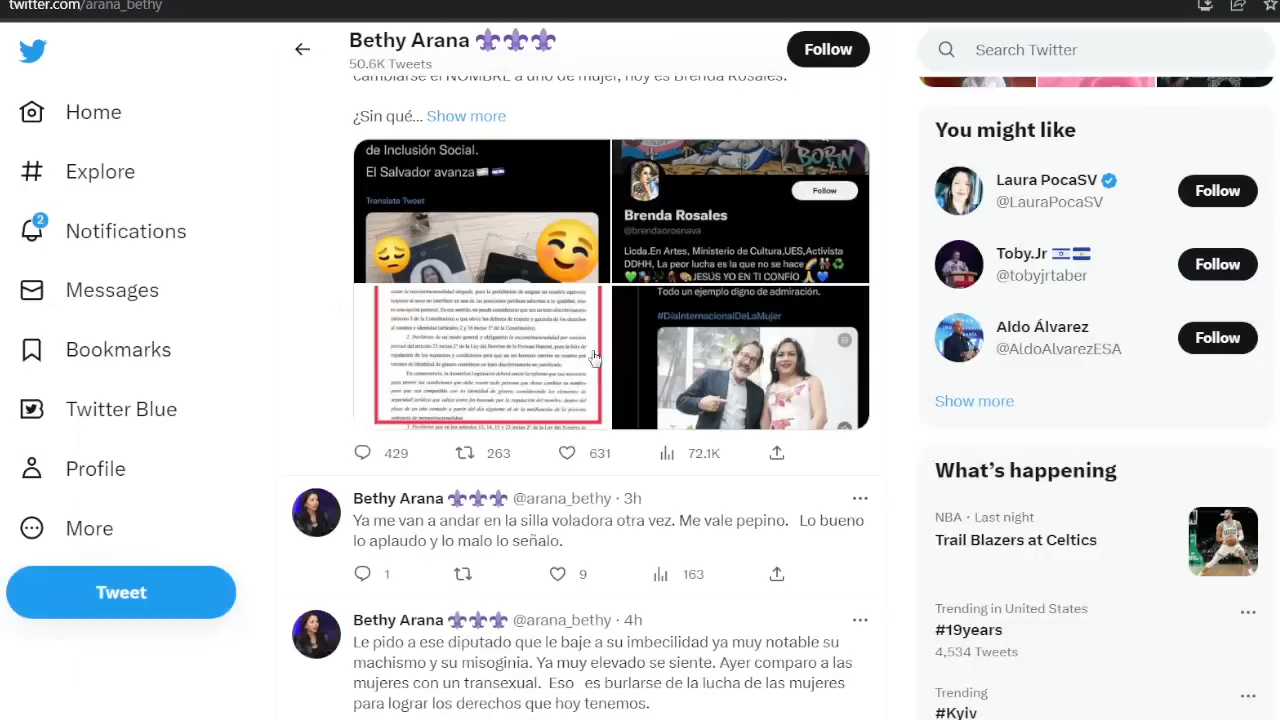 twitter.com/arana_bethy
Home
Explore
2
Notifications
Messages
Bookmarks
Twitter Blue
Profile
More
Tweet
Bethy Arana
50.6K Tweets
Follow
cambiarse el NOMBRE a uno de mujer, hoy es Brenda Rosales.
¿Sin qué... Show more
de Inclusión Social.
El Salvador avanza
Translate Tweet
BORN
Follow
Brenda Rosales
@brendaorosnava
Licda.En Artes, Ministerio de Cultura,UES,Activista
DDHH, La peor lucha es la que no se hace
JESÚS YO EN TI CONFÍO
Todo un ejemplo digno de admiración.
#DíaInternacionalDeLaMujer
429
263
631
72.1K
Bethy Arana @arana_bethy · 3h
Ya me van a andar en la silla voladora otra vez. Me vale pepino. Lo bueno
lo aplaudo y lo malo lo señalo.
1
9
163
Bethy Arana @arana_bethy · 4h
Le pido a ese diputado que le baje a su imbecilidad ya muy notable su
machismo y su misoginia. Ya muy elevado se siente. Ayer comparo a las
mujeres con un transexual. Eso es burlarse de la lucha de las mujeres
para lograr los derechos que hoy tenemos.
Search Twitter
You might like
Laura PocaSV
@LauraPocaSV
Follow
Toby.Jr
@tobyjrtaber
Follow
Aldo Álvarez
@AldoAlvarezESA
Follow
Show more
What's happening
NBA · Last night
Trail Blazers at Celtics
Trending in United States
#19years
4,534 Tweets
Trending
#Kyiv